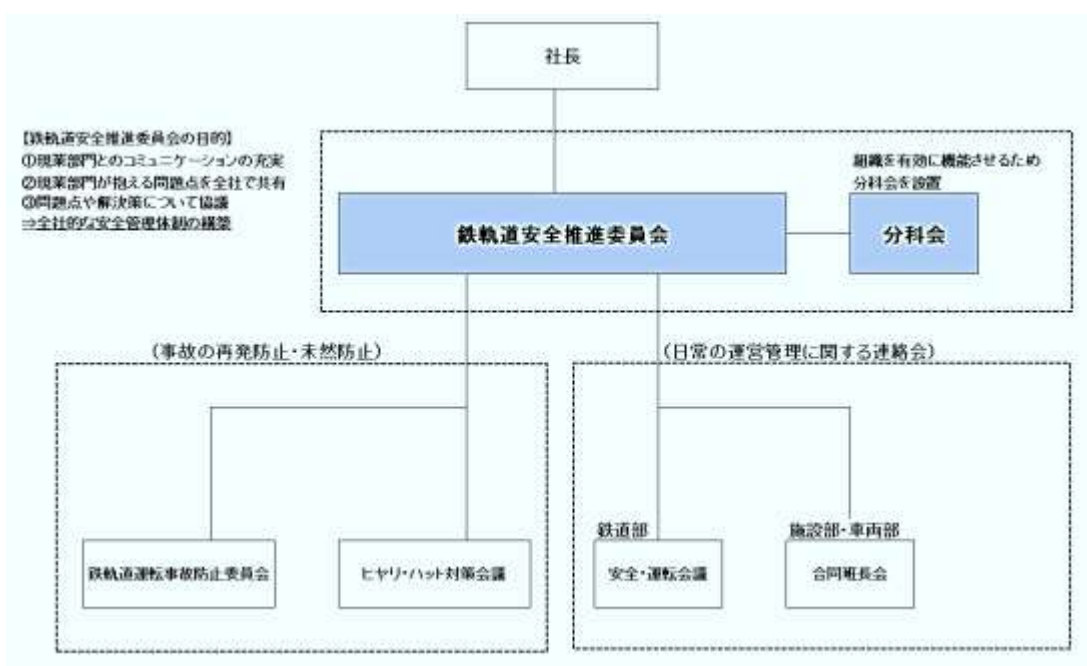 社長
【鉄軌道安全推進委員会の目的】
①現業部門とのコミュニケーションの充実
②現業部門が抱える問題点を全社で共有
③問題点や解決策について協議
⇒全社的な安全管理体制の構築
組織を有効に機能させるため
分科会を設置
鉄軌道安全推進委員会
分科会
(事故の再発防止・未然防止)
(日常の運営管理に関する連絡会)
鉄道部
施設部・車両部
鉄軌道運転事故防止委員会
ヒヤリ・ハット対策会議
安全・運転会議
合同班長会